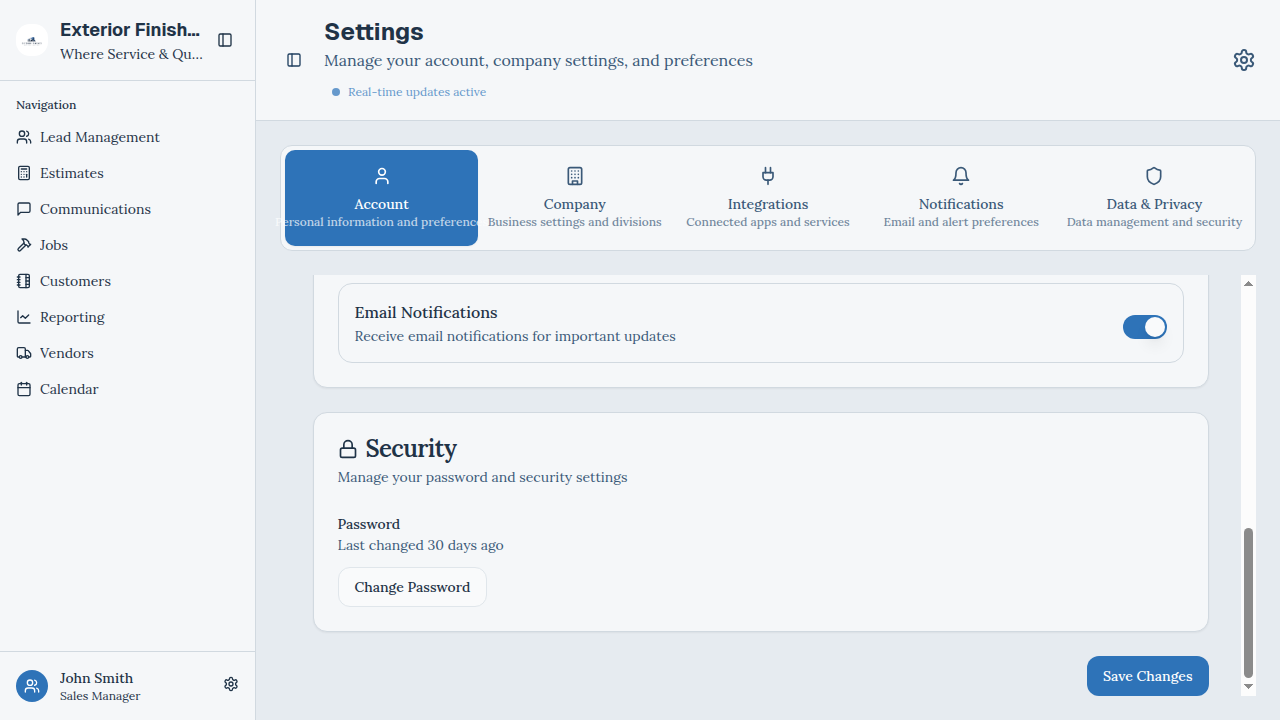 Exterior Finish...
Where Service & Qu...
Navigation
Lead Management
Estimates
Communications
Jobs
Customers
Reporting
Vendors
Calendar
John Smith
Sales Manager
Settings
Manage your account, company settings, and preferences
Real-time updates active
Account
Personal information and preferences
Company
Business settings and divisions
Integrations
Connected apps and services
Notifications
Email and alert preferences
Data & Privacy
Data management and security
Email Notifications
Receive email notifications for important updates
Security
Manage your password and security settings
Password
Last changed 30 days ago
Change Password
Save Changes